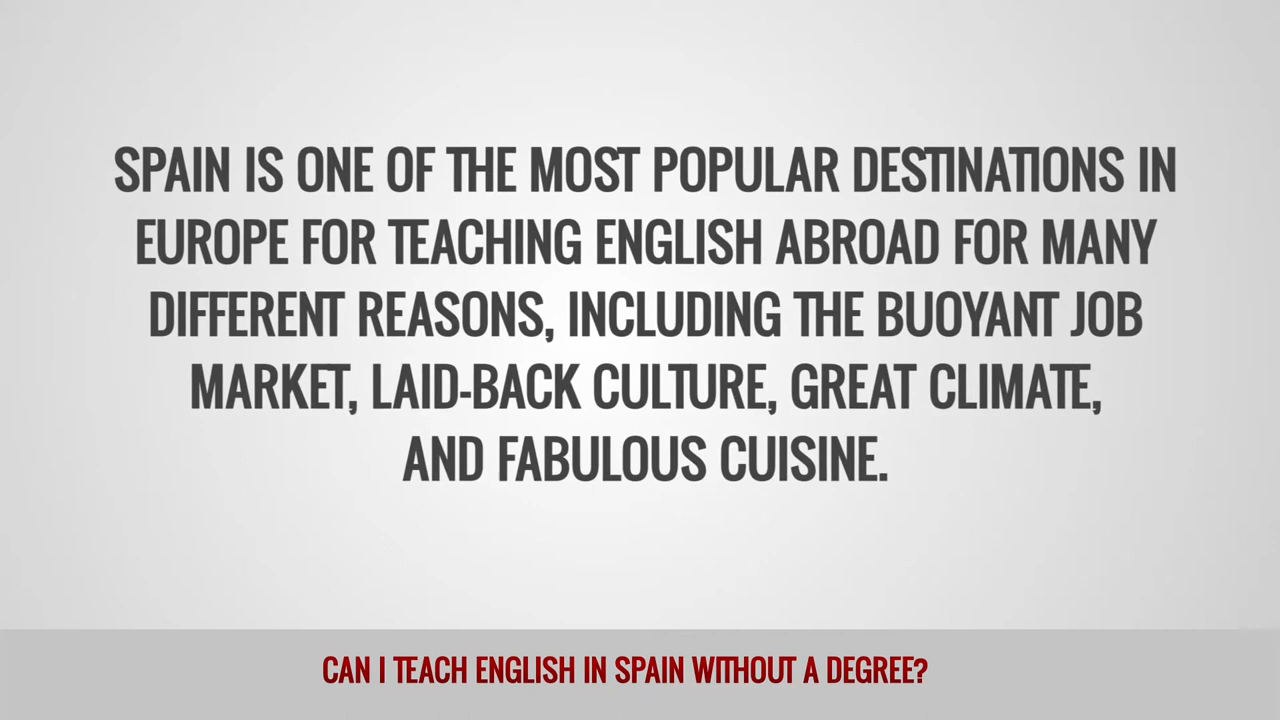 SPAIN IS ONE OF THE MOST POPULAR DESTINATIONS IN
EUROPE FOR TEACHING ENGLISH ABROAD FOR MANY
DIFFERENT REASONS, INCLUDING THE BUOYANT JOB
MARKET, LAID-BACK CULTURE, GREAT CLIMATE,
AND FABULOUS CUISINE.
CAN I TEACH ENGLISH IN SPAIN WITHOUT A DEGREE?